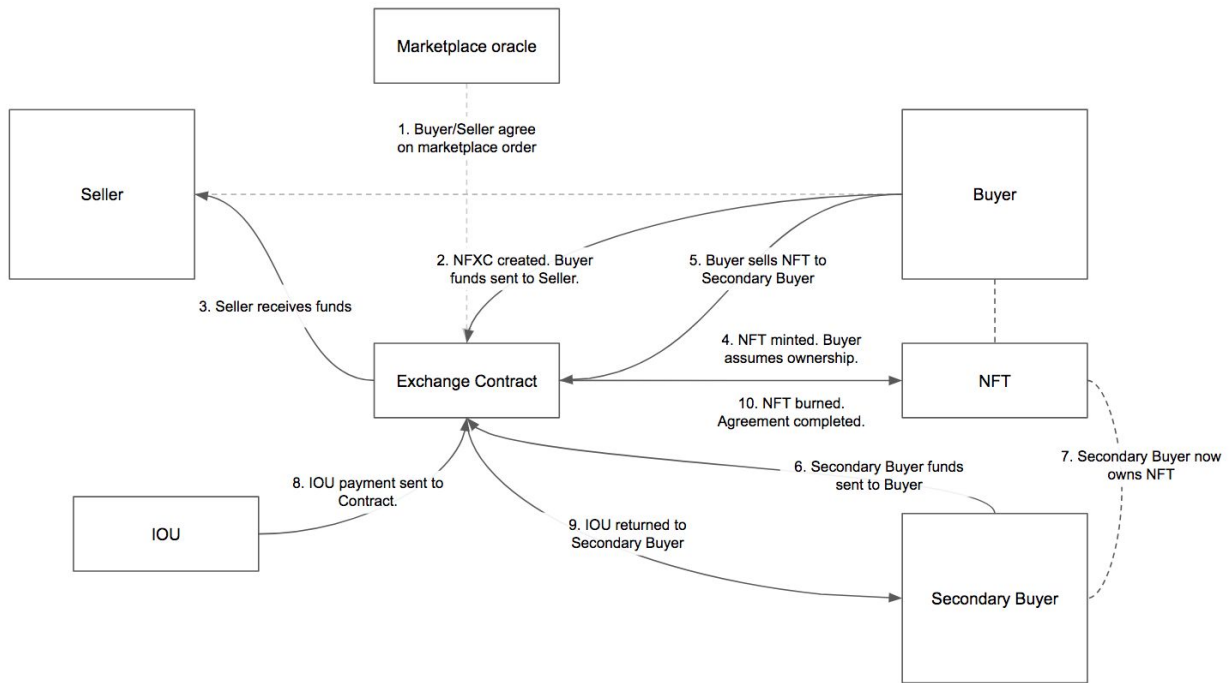 Marketplace oracle
1. Buyer/Seller agree
on marketplace order
Seller
Buyer
2. NFXC created. Buyer
funds sent to Seller.
5. Buyer sells NFT to
Secondary Buyer
3. Seller receives funds
4. NFT minted. Buyer
assumes ownership.
Exchange Contract
NFT
10. NFT burned.
Agreement completed.
6. Secondary Buyer funds
sent to Buyer
7. Secondary Buyer now
owns NFT
8. IOU payment sent to
Contract.
IOU
9. IOU returned to
Secondary Buyer
Secondary Buyer